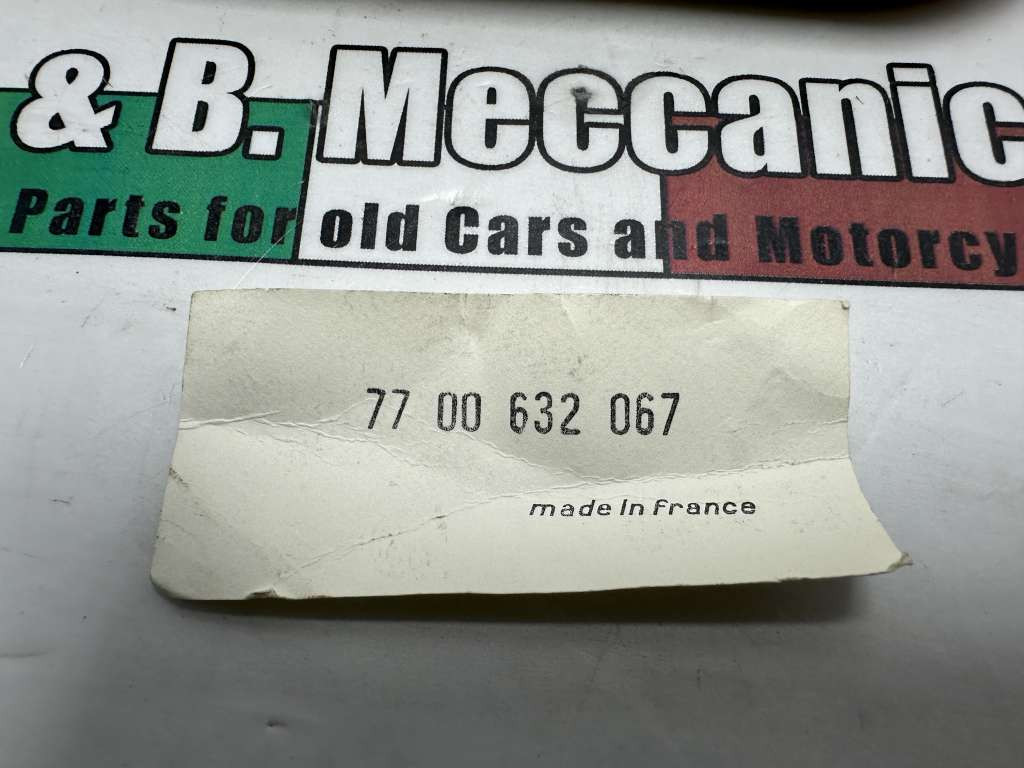 & B. Meccanic
Parts for old Cars and Motorcy
77 00 632 067
made in france